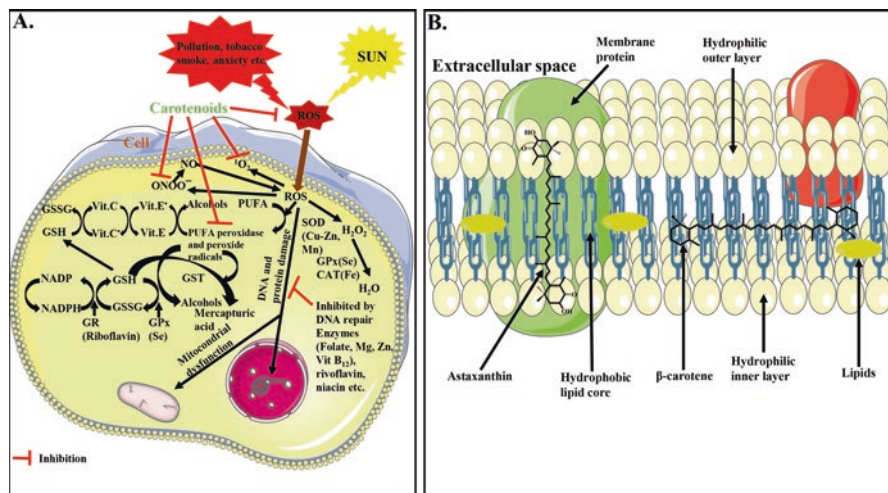 A.
Pollution, tobacco
smoke, anxiety etc.
SUN
Carotenoids
ROS
Cell
NO
¹O₂
ONOO⁻
ROS
GSSG
Vit.C
Vit.E•
Alcohols
PUFA
GSH
Vit.C•
Vit.E
PUFA peroxidase
and peroxide
radicals
SOD
(Cu-Zn,
Mn)
H₂O₂
GPx(Se)
CAT(Fe)
H₂O
DNA and
protein damage
NADP
GSH
GST
NADPH
GSSG
Alcohols
Mercapturic
acid
GR
(Riboflavin)
GPx
(Se)
Mitocondrial
dysfunction
Inhibited by
DNA repair
Enzymes
(Folate, Mg, Zn,
Vit B₁₂),
rivoflavin,
niacin etc.
Inhibition
B.
Membrane
protein
Hydrophilic
outer layer
Extracellular space
HO
O
O
OH
Astaxanthin
Hydrophobic
lipid core
β-carotene
Hydrophilic
inner layer
Lipids